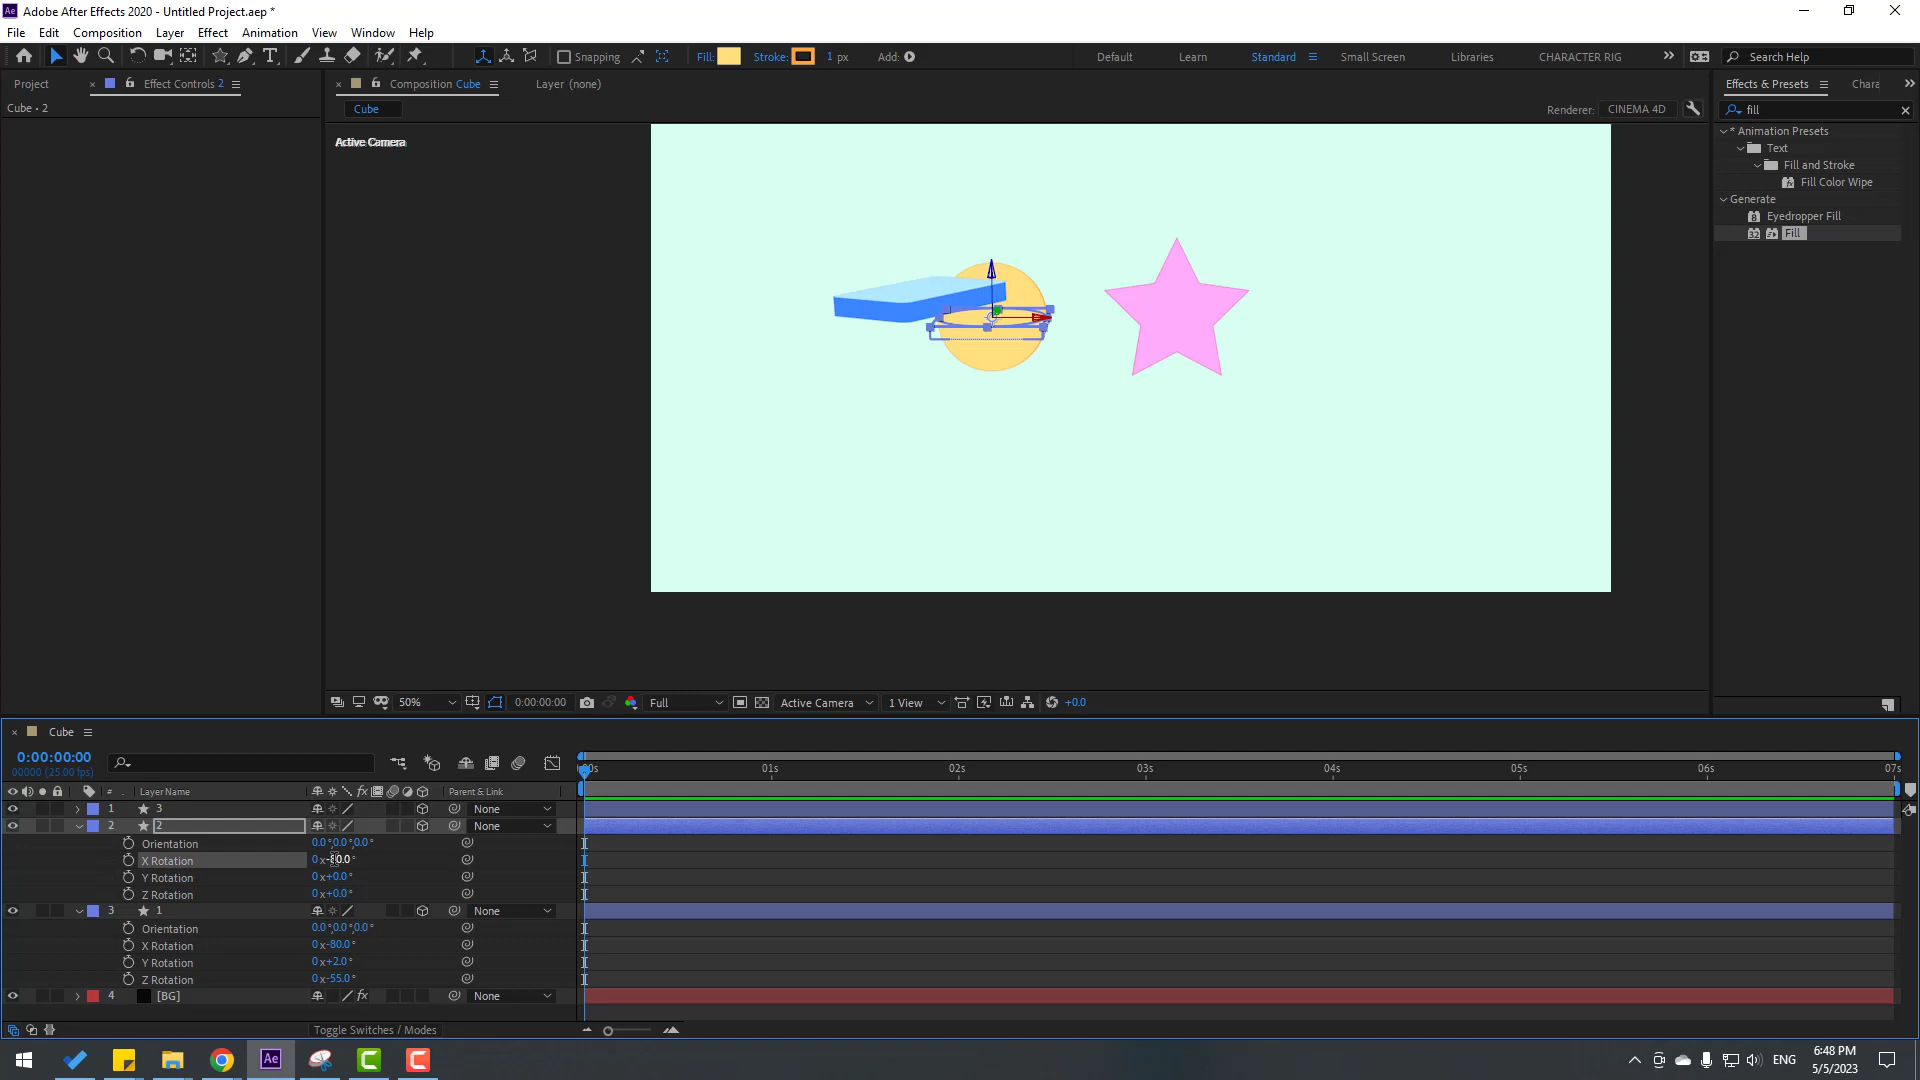 Adobe After Effects 2020 - Untitled Project.aep *
File Edit Composition Layer Effect Animation View Window Help
Snapping Fill: Stroke: 1 px Add: Default Learn Standard Small Screen Libraries CHARACTER RIG Search Help
Project Effect Controls 2 Composition Cube Layer (none) Effects & Presets Chara
Cube • 2 Cube Renderer: CINEMA 4D fill
Active Camera
* Animation Presets
Text
Fill and Stroke
Fill Color Wipe
Generate
Eyedropper Fill
Fill
50% 0:00:00:00 Full Active Camera 1 View +0.0
Cube
0:00:00:00
00000 (25.00 fps)
:00s 01s 02s 03s 04s 05s 06s 07s
# . Layer Name Parent & Link
1 3 None
2 2 None
Orientation 0.0°,0.0°,0.0°
X Rotation 0x-80.0°
Y Rotation 0x+0.0°
Z Rotation 0x+0.0°
3 1 None
Orientation 0.0°,0.0°,0.0°
X Rotation 0x-80.0°
Y Rotation 0x+2.0°
Z Rotation 0x-55.0°
4 [BG] None
Toggle Switches / Modes
ENG 6:48 PM
5/5/2023